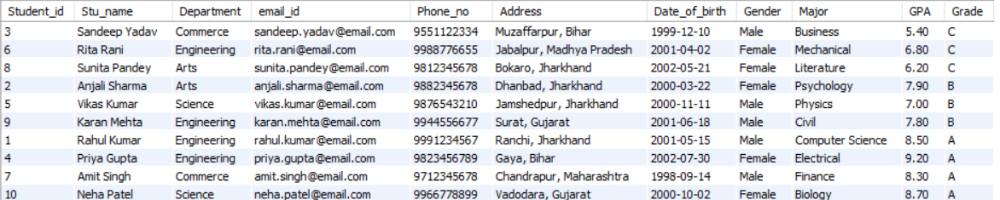 Student_id Stu_name Department email_id Phone_no Address Date_of_birth Gender Major GPA Grade
3 Sandeep Yadav Commerce sandeep.yadav@email.com 9551122334 Muzaffarpur, Bihar 1999-12-10 Male Business 5.40 C
6 Rita Rani Engineering rita.rani@email.com 9988776655 Jabalpur, Madhya Pradesh 2001-04-02 Female Mechanical 6.80 C
8 Sunita Pandey Arts sunita.pandey@email.com 9812345678 Bokaro, Jharkhand 2002-05-21 Female Literature 6.20 C
2 Anjali Sharma Arts anjali.sharma@email.com 9882345678 Dhanbad, Jharkhand 2000-03-22 Female Psychology 7.90 B
5 Vikas Kumar Science vikas.kumar@email.com 9876543210 Jamshedpur, Jharkhand 2000-11-11 Male Physics 7.00 B
9 Karan Mehta Engineering karan.mehta@email.com 9944556677 Surat, Gujarat 2001-06-18 Male Civil 7.80 B
1 Rahul Kumar Engineering rahul.kumar@email.com 9991234567 Ranchi, Jharkhand 2001-05-15 Male Computer Science 8.50 A
4 Priya Gupta Engineering priya.gupta@email.com 9823456789 Gaya, Bihar 2002-07-30 Female Electrical 9.20 A
7 Amit Singh Commerce amit.singh@email.com 9712345678 Chandrapur, Maharashtra 1998-09-14 Male Finance 8.30 A
10 Neha Patel Science neha.patel@email.com 9966778899 Vadodara, Gujarat 2000-10-02 Female Biology 8.70 A